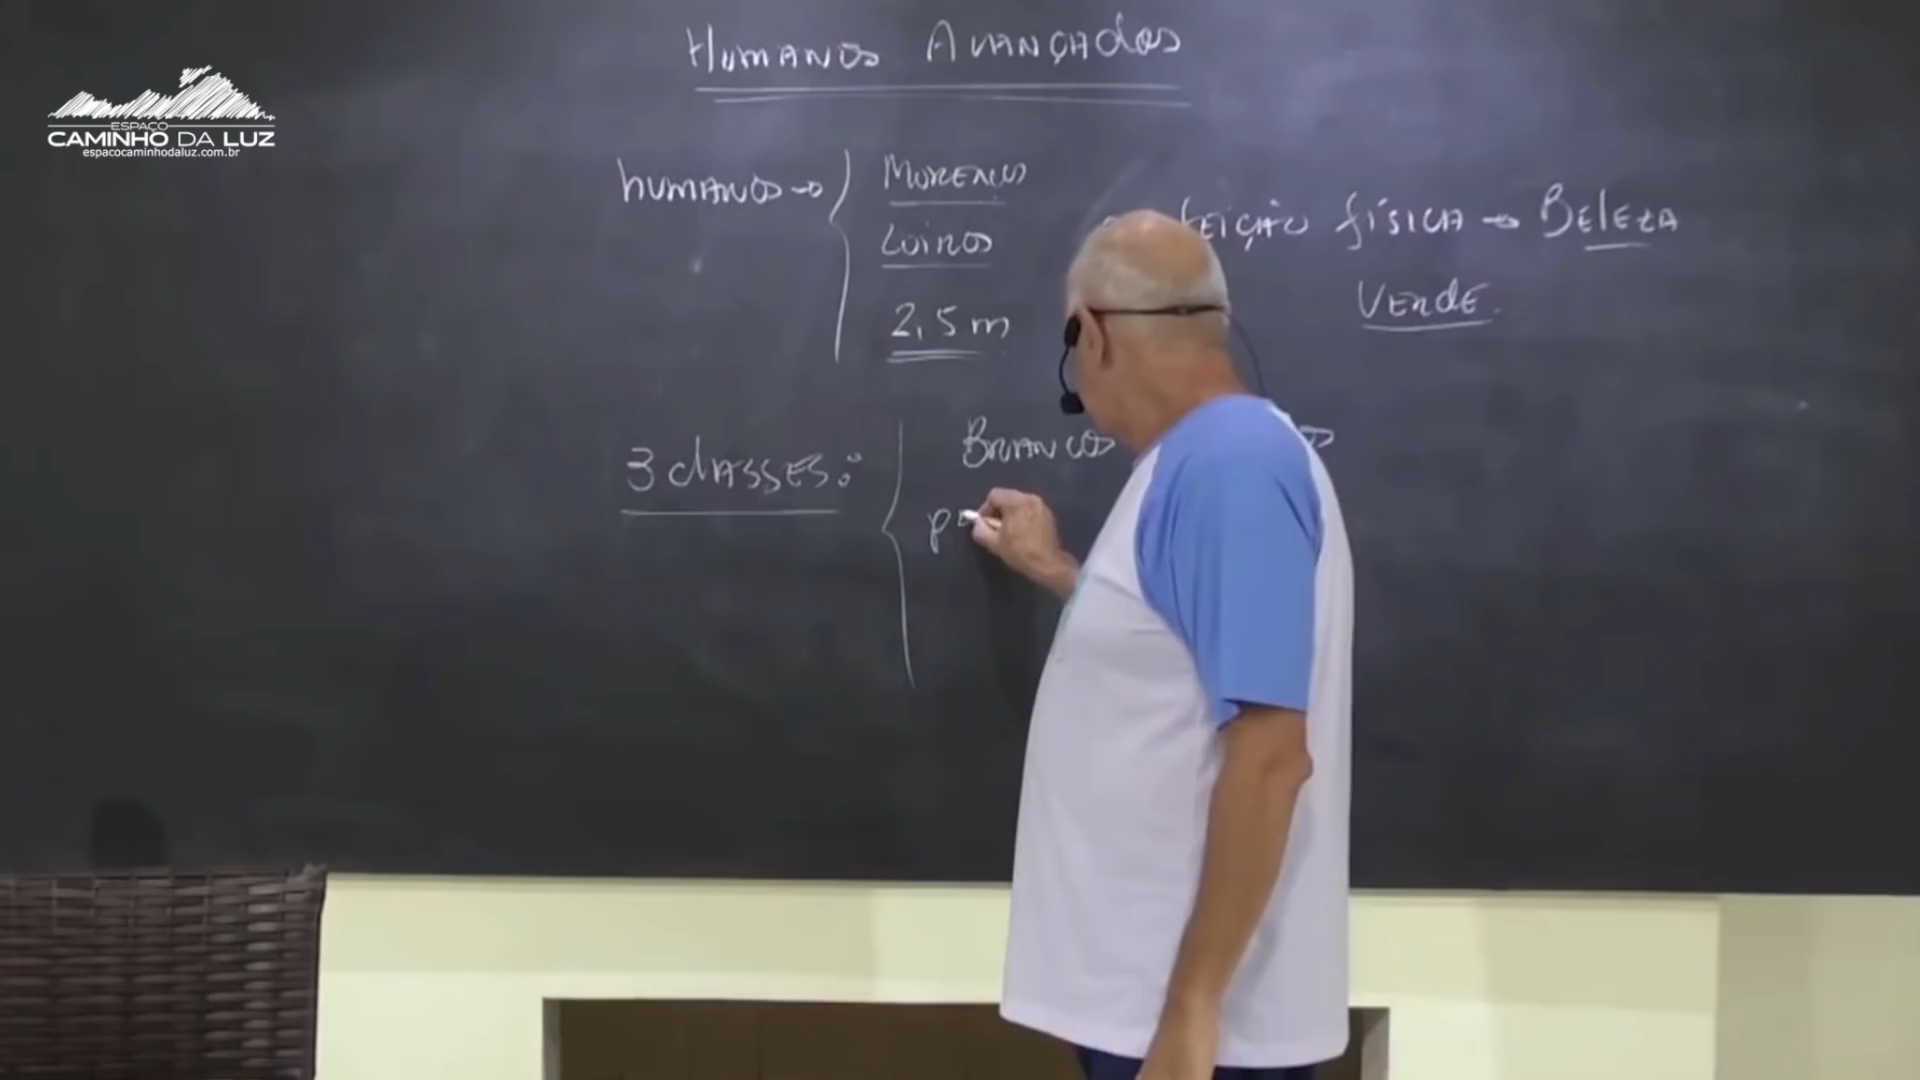 ESPAÇO
CAMINHO DA LUZ
espacocaminhodaluz.com.br
Humanos Avançados
humanos → Morenos
Loiros
2,5 m
física → Beleza
Verde.
3 classes:
Brancos